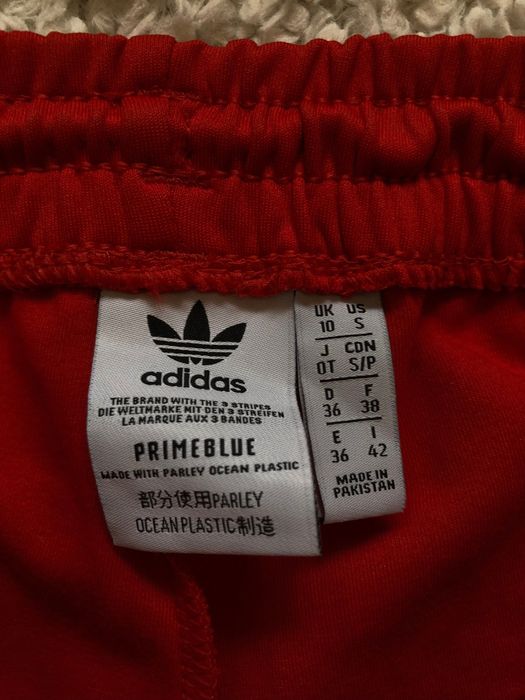 adidas
THE BRAND WITH THE 3 STRIPES
DIE WELTMARKE MIT DEN 3 STREIFEN
LA MARQUE AUX 3 BANDES
PRIMEBLUE
MADE WITH PARLEY OCEAN PLASTIC
部分使用PARLEY
OCEAN PLASTIC制造
UK US
10 S
J CDN
OT S/P
D F
36 38
E I
36 42
MADE IN
PAKISTAN